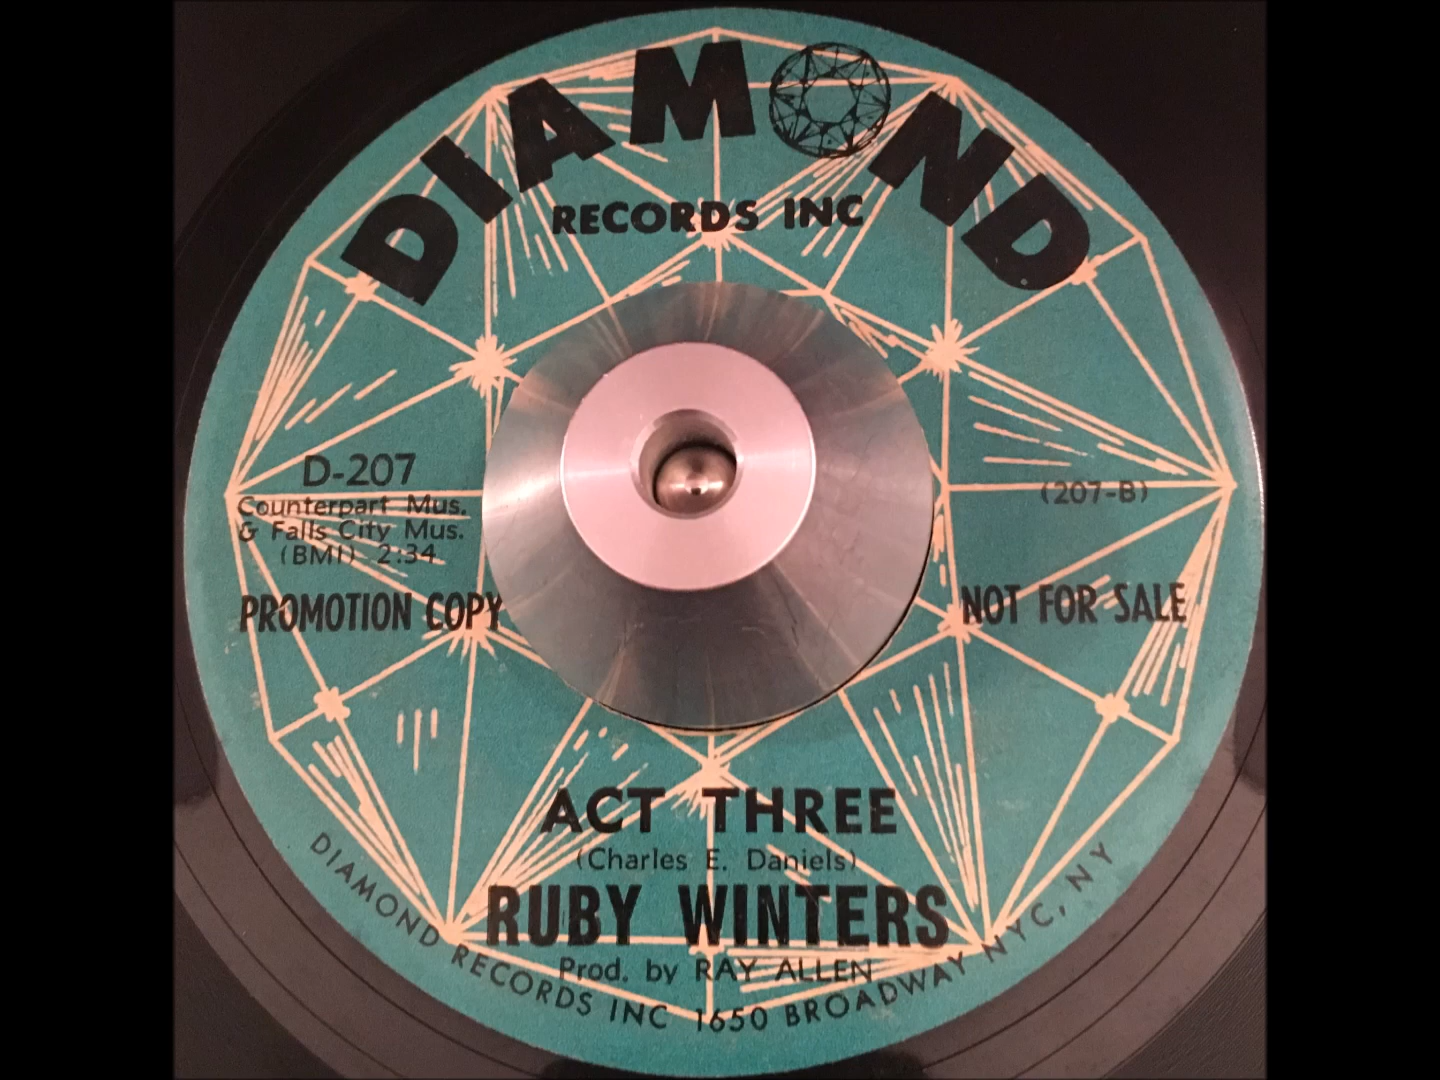 DIAMOND
RECORDS INC
D-207
Counterpart Mus.
& Falls City Mus.
(BMI) 2:34
PROMOTION COPY
(207-B)
NOT FOR SALE
ACT THREE
(Charles E. Daniels)
RUBY WINTERS
Prod. by RAY ALLEN
DIAMOND RECORDS INC 1650 BROADWAY NYC, NY